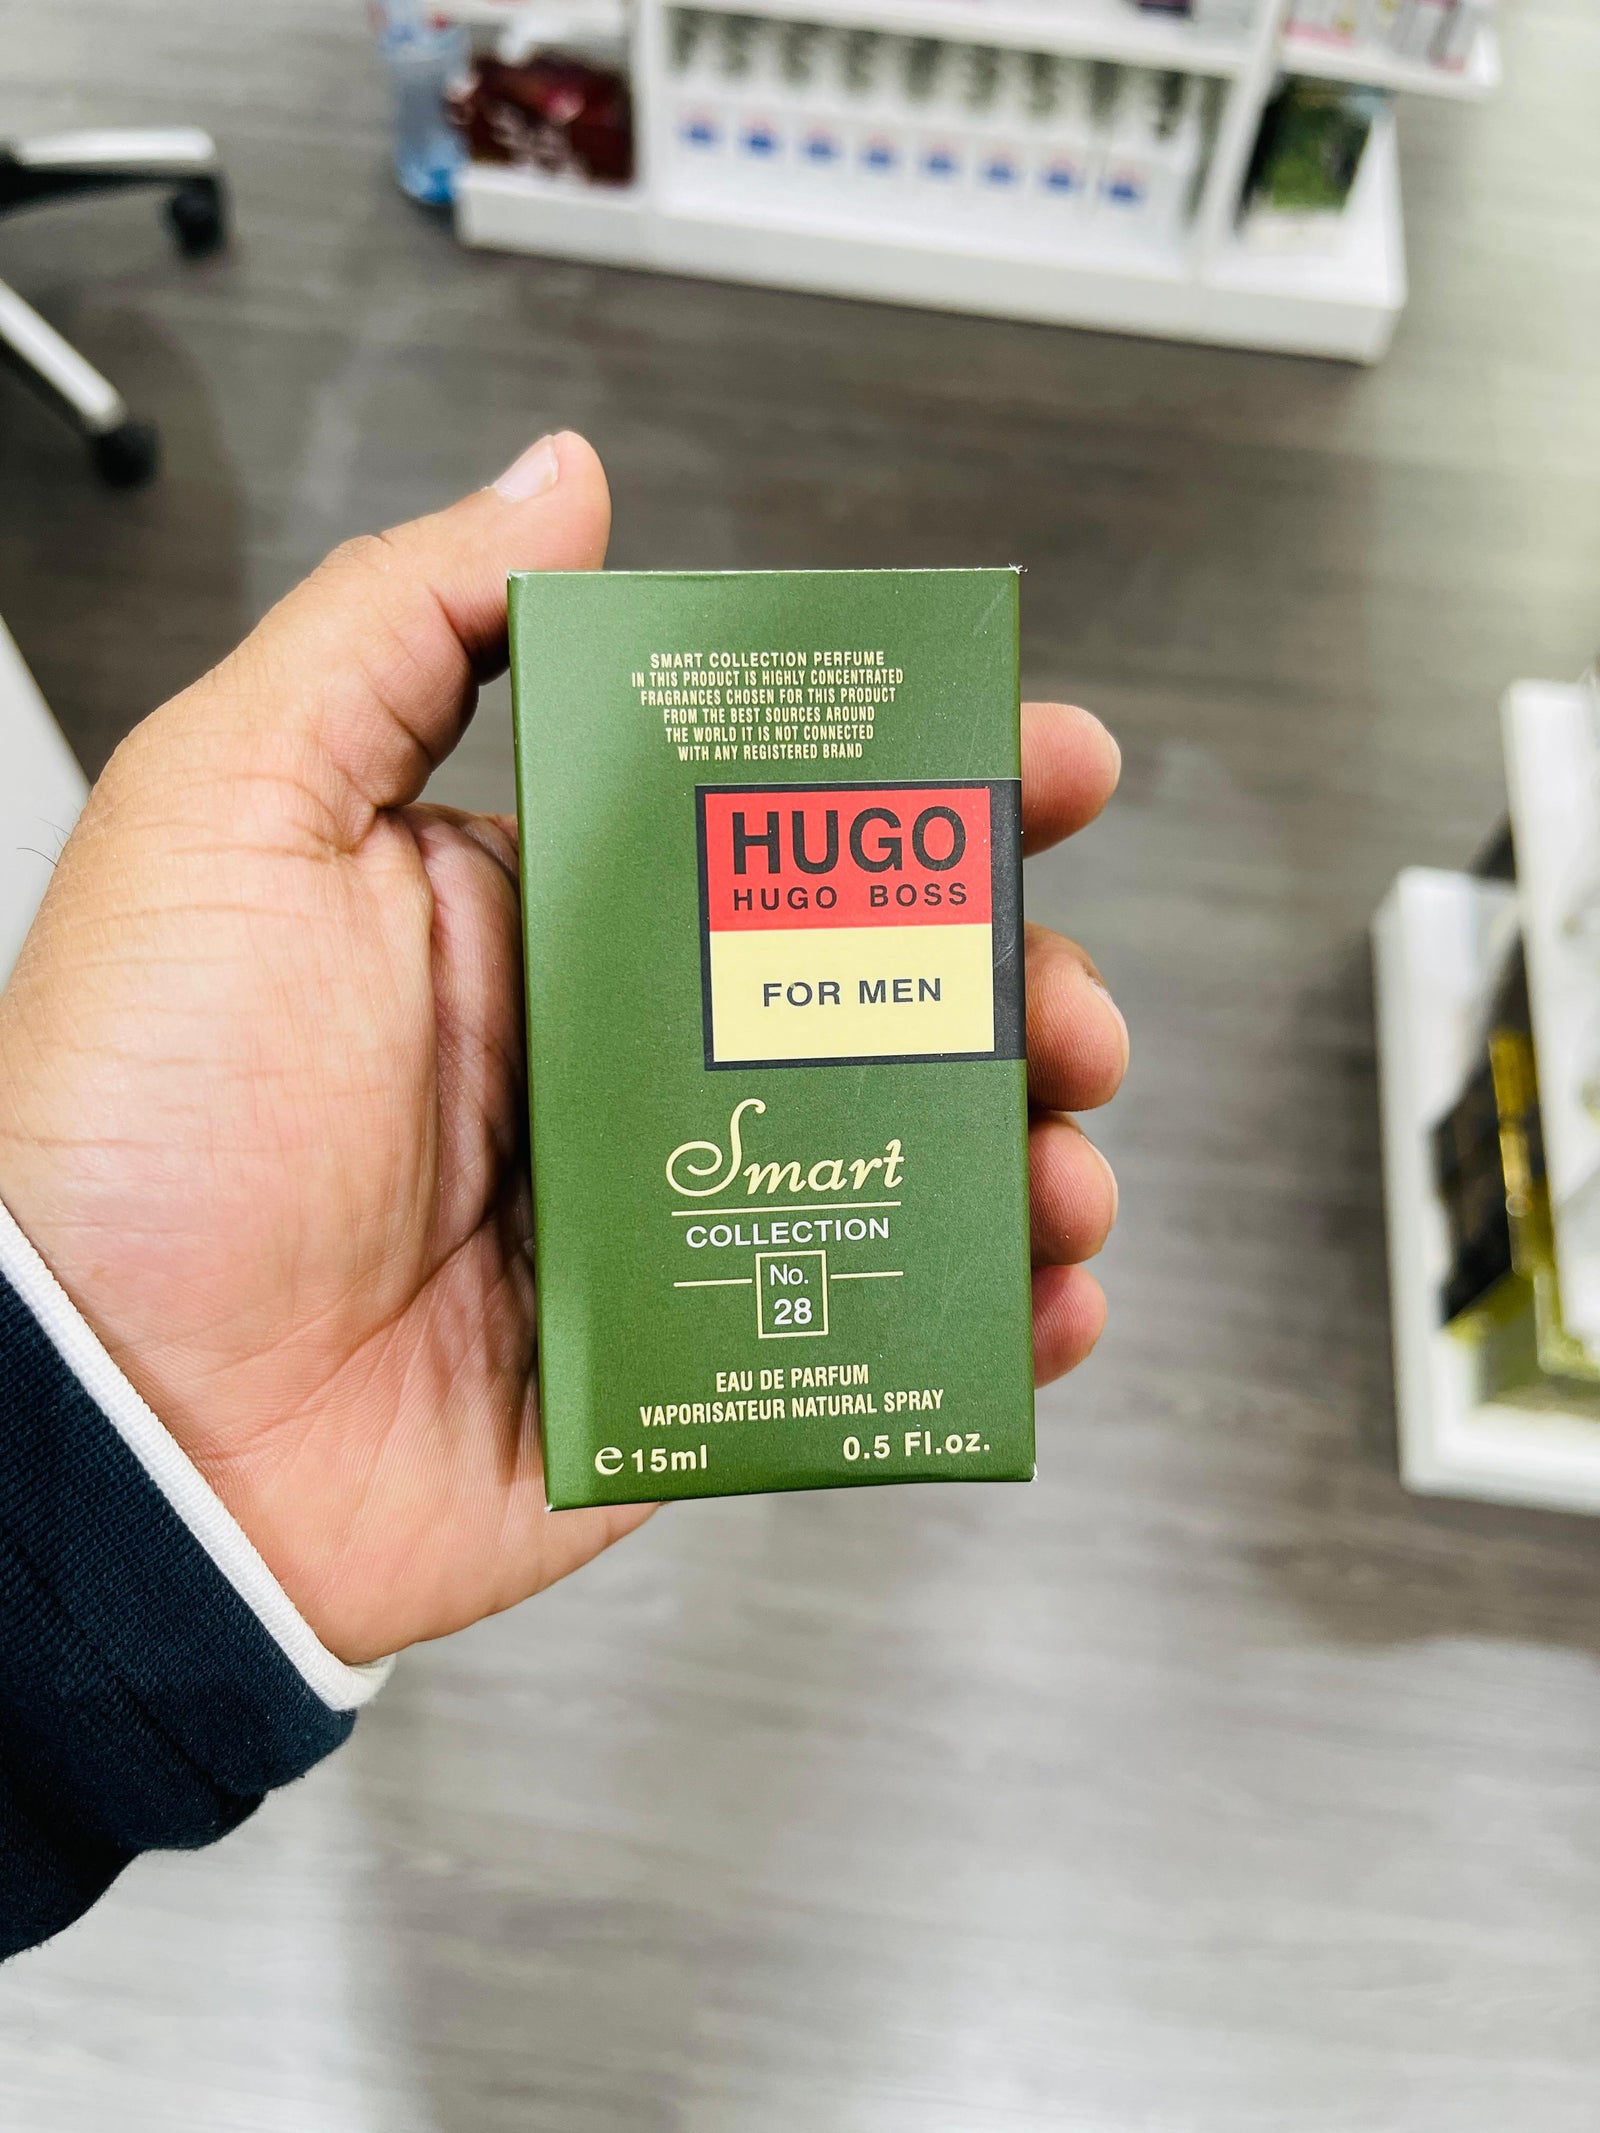 SMART COLLECTION PERFUME
IN THIS PRODUCT IS HIGHLY CONCENTRATED
FRAGRANCES CHOSEN FOR THIS PRODUCT
FROM THE BEST SOURCES AROUND
THE WORLD IT IS NOT CONNECTED
WITH ANY REGISTERED BRAND
HUGO
HUGO BOSS
FOR MEN
Smart
COLLECTION
No.
28
EAU DE PARFUM
VAPORISATEUR NATURAL SPRAY
℮ 15ml 0.5 Fl.oz.